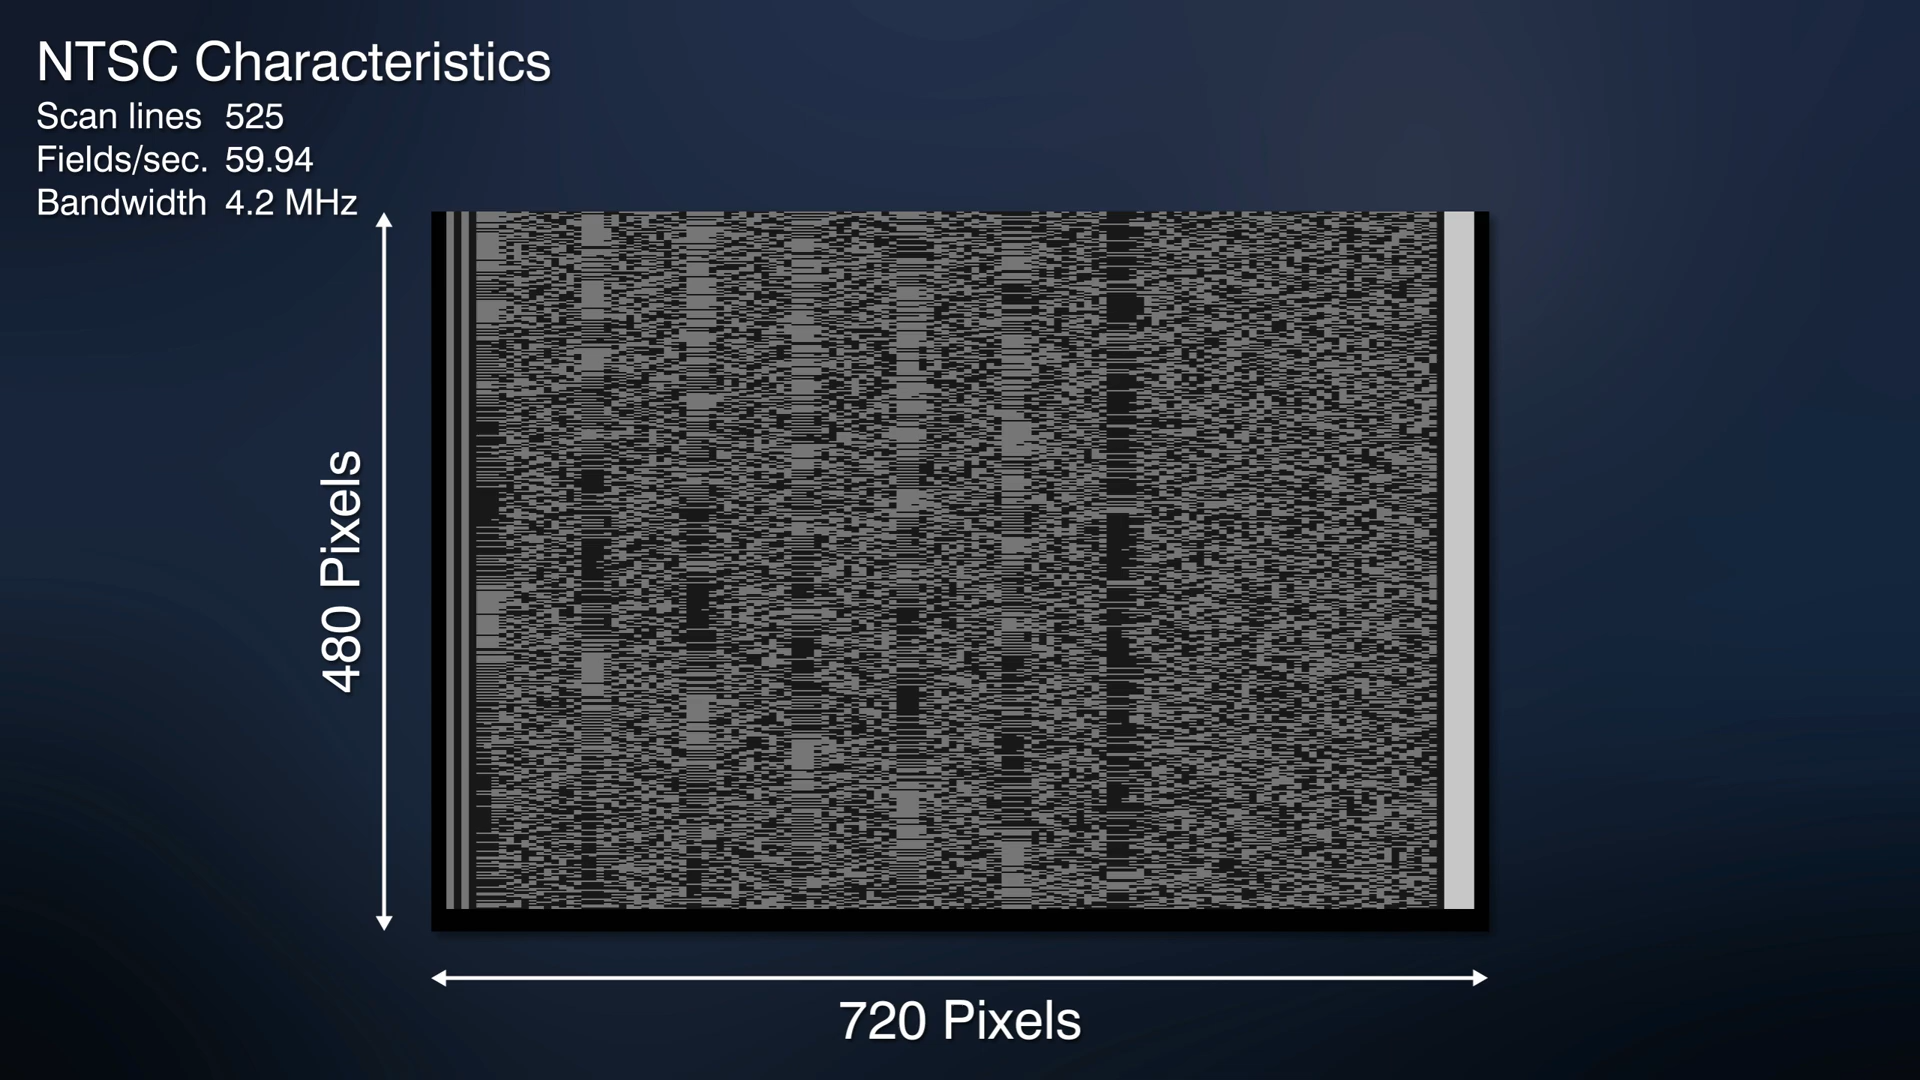 NTSC Characteristics
Scan lines 525
Fields/sec. 59.94
Bandwidth 4.2 MHz
480 Pixels
720 Pixels